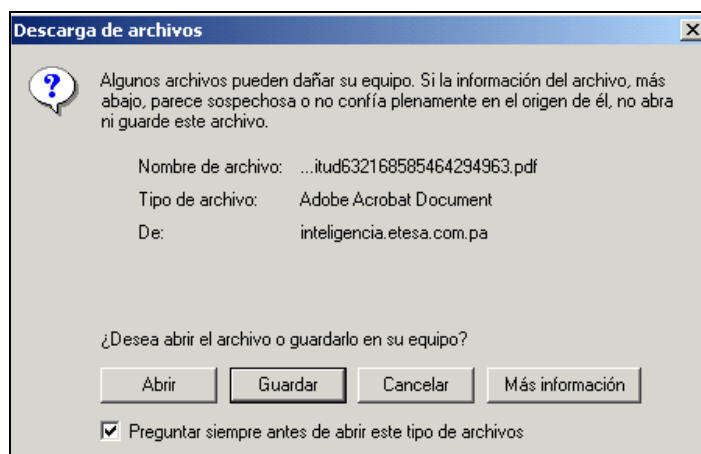 Descarga de archivos
Algunos archivos pueden dañar su equipo. Si la información del archivo, más
abajo, parece sospechosa o no confía plenamente en el origen de él, no abra
ni guarde este archivo.
Nombre de archivo: ...itud632168585464294963.pdf
Tipo de archivo: Adobe Acrobat Document
De: inteligencia.etesa.com.pa
¿Desea abrir el archivo o guardarlo en su equipo?
Abrir Guardar Cancelar Más información
Preguntar siempre antes de abrir este tipo de archivos